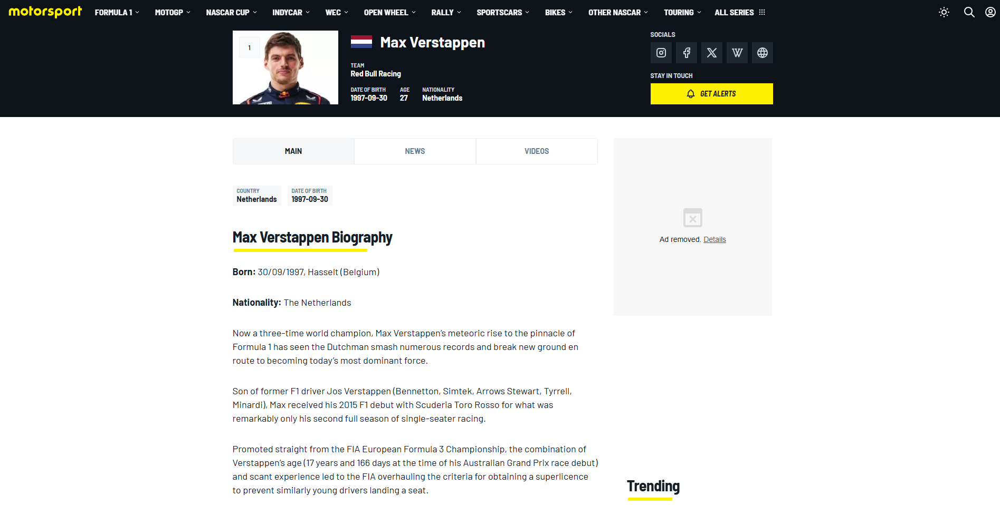 motorsport
FORMULA 1
MOTOGP
NASCAR CUP
INDYCAR
WEC
OPEN WHEEL
RALLY
SPORTSCARS
BIKES
OTHER NASCAR
TOURING
ALL SERIES
1
Max Verstappen
TEAM
Red Bull Racing
DATE OF BIRTH
1997-09-30
AGE
27
NATIONALITY
Netherlands
SOCIALS
STAY IN TOUCH
GET ALERTS
MAIN
NEWS
VIDEOS
COUNTRY
Netherlands
DATE OF BIRTH
1997-09-30
Max Verstappen Biography
Born: 30/09/1997, Hasselt (Belgium)
Nationality: The Netherlands
Now a three-time world champion, Max Verstappen’s meteoric rise to the pinnacle of
Formula 1 has seen the Dutchman smash numerous records and break new ground en
route to becoming today’s most dominant force.
Son of former F1 driver Jos Verstappen (Bennetton, Simtek, Arrows Stewart, Tyrrell,
Minardi), Max received his 2015 F1 debut with Scuderia Toro Rosso for what was
remarkably only his second full season of single-seater racing.
Promoted straight from the FIA European Formula 3 Championship, the combination of
Verstappen’s age (17 years and 166 days at the time of his Australian Grand Prix race debut)
and scant experience led to the FIA overhauling the criteria for obtaining a superlicence
to prevent similarly young drivers landing a seat.
Ad removed. Details
Trending